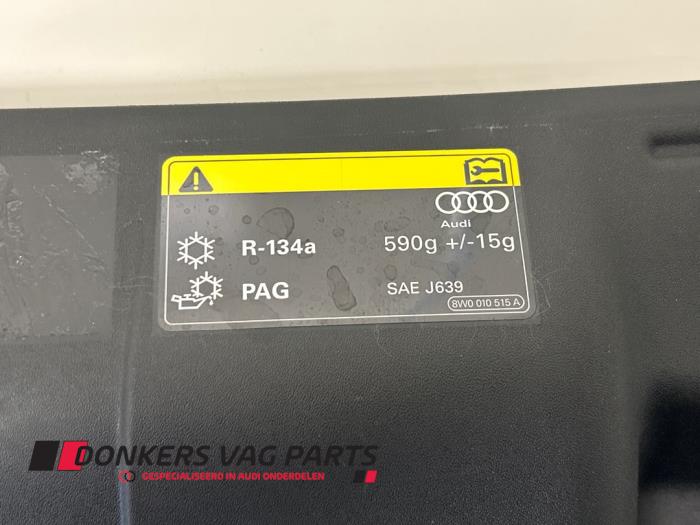 Audi
R-134a 590g +/-15g
PAG SAE J639
8W0 010 515 A
DONKERS VAG PARTS
GESPECIALISEERD IN AUDI ONDERDELEN